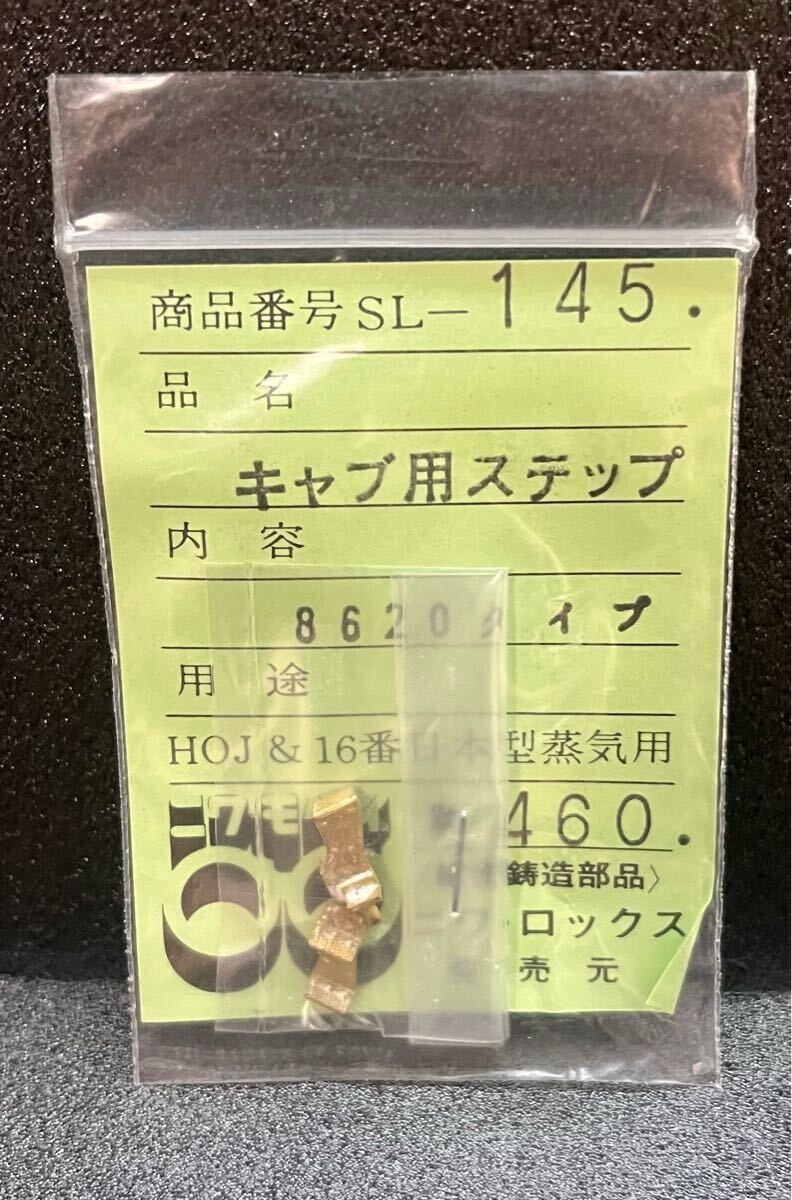 商品番号 SL－145.
品 名
キャブ用ステップ
内 容
8620タイプ
用 途
HOJ & 16番日本型蒸気用
460.
鋳造部品〉
ニワ・ロックス
売 元